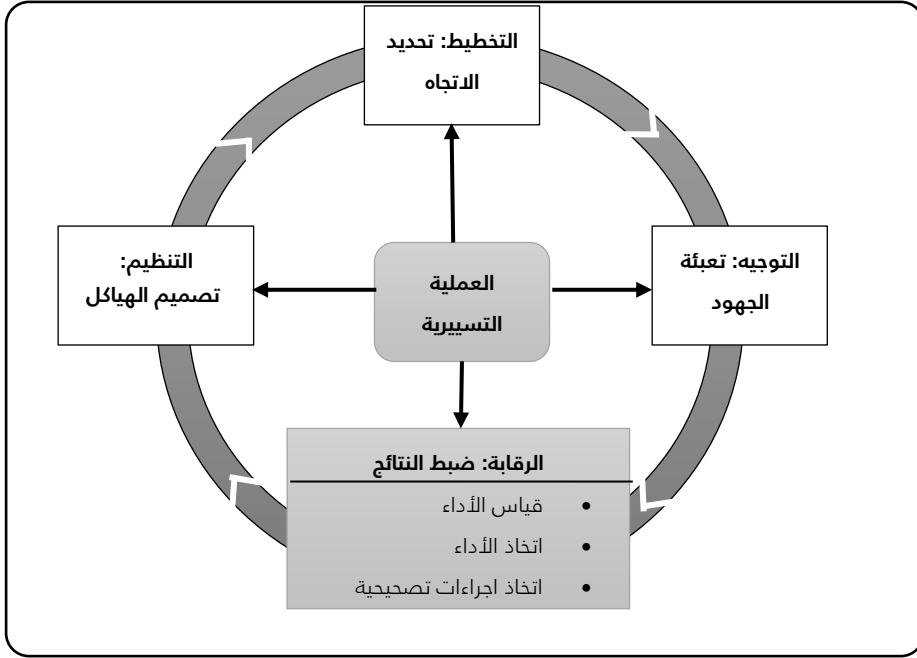 التخطيط: تحديد
الاتجاه
التوجيه: تعبئة
الجهود
العملية
التسييرية
التنظيم:
تصميم الهياكل
الرقابة: ضبط النتائج
• قياس الأداء
• اتخاذ الأداء
• اتخاذ اجراءات تصحيحية